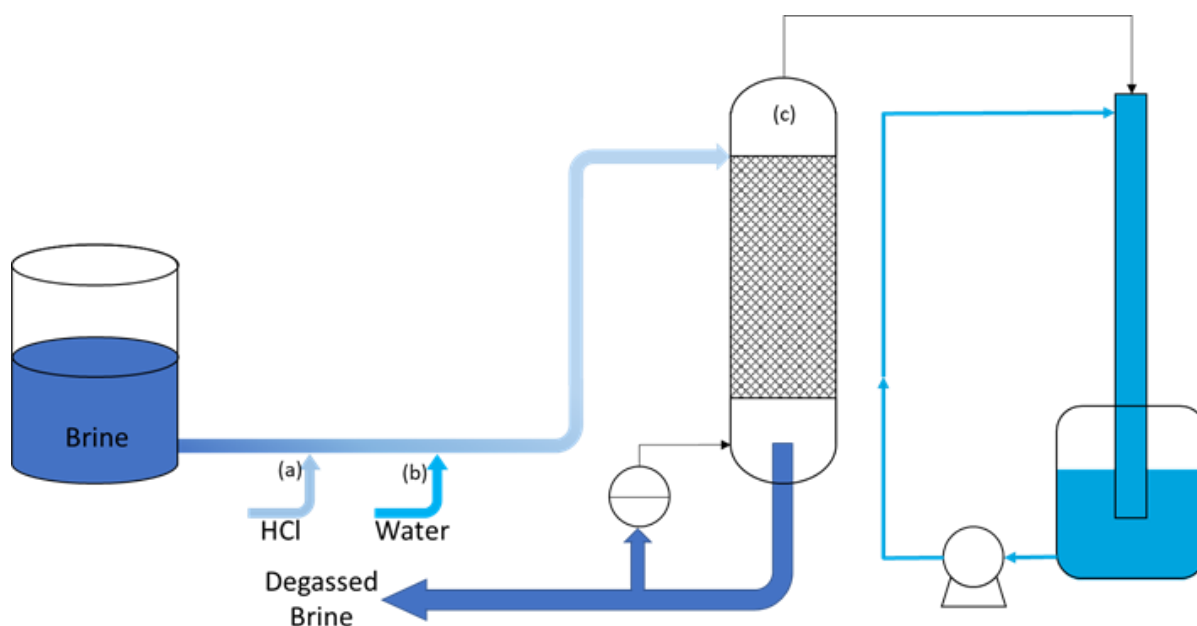 (c)
Brine
(a)
(b)
HCl
Water
Degassed
Brine